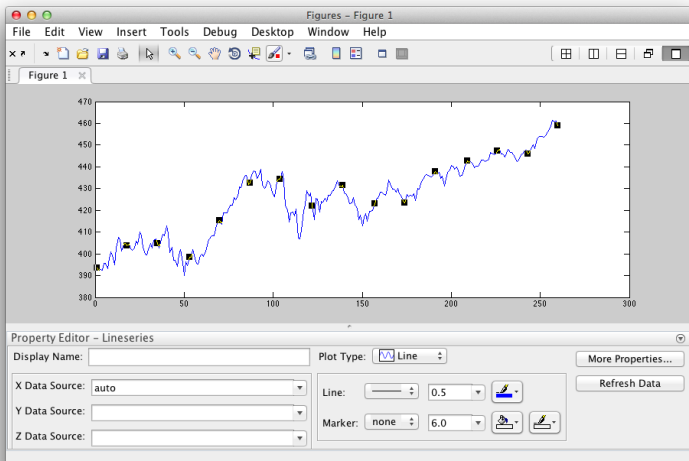 Figures – Figure 1
File Edit View Insert Tools Debug Desktop Window Help
Figure 1
470
460
450
440
430
420
410
400
390
380
0 50 100 150 200 250 300
Property Editor – Lineseries
Display Name: Plot Type: Line More Properties...
X Data Source: auto Line: 0.5 Refresh Data
Y Data Source: Marker: none 6.0
Z Data Source: